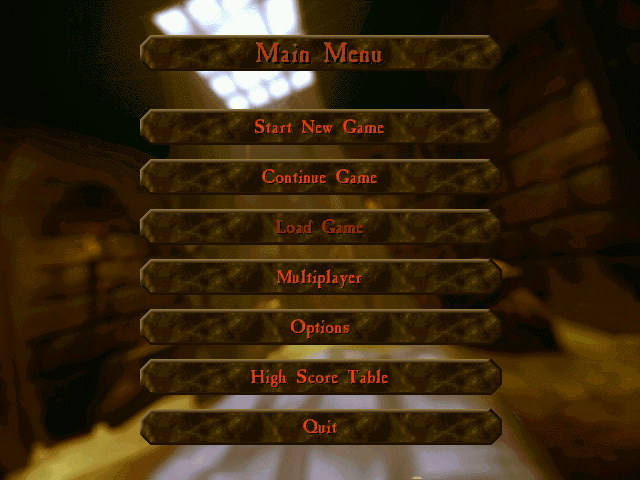 Main Menu
Start New Game
Continue Game
Load Game
Multiplayer
Options
High Score Table
Quit